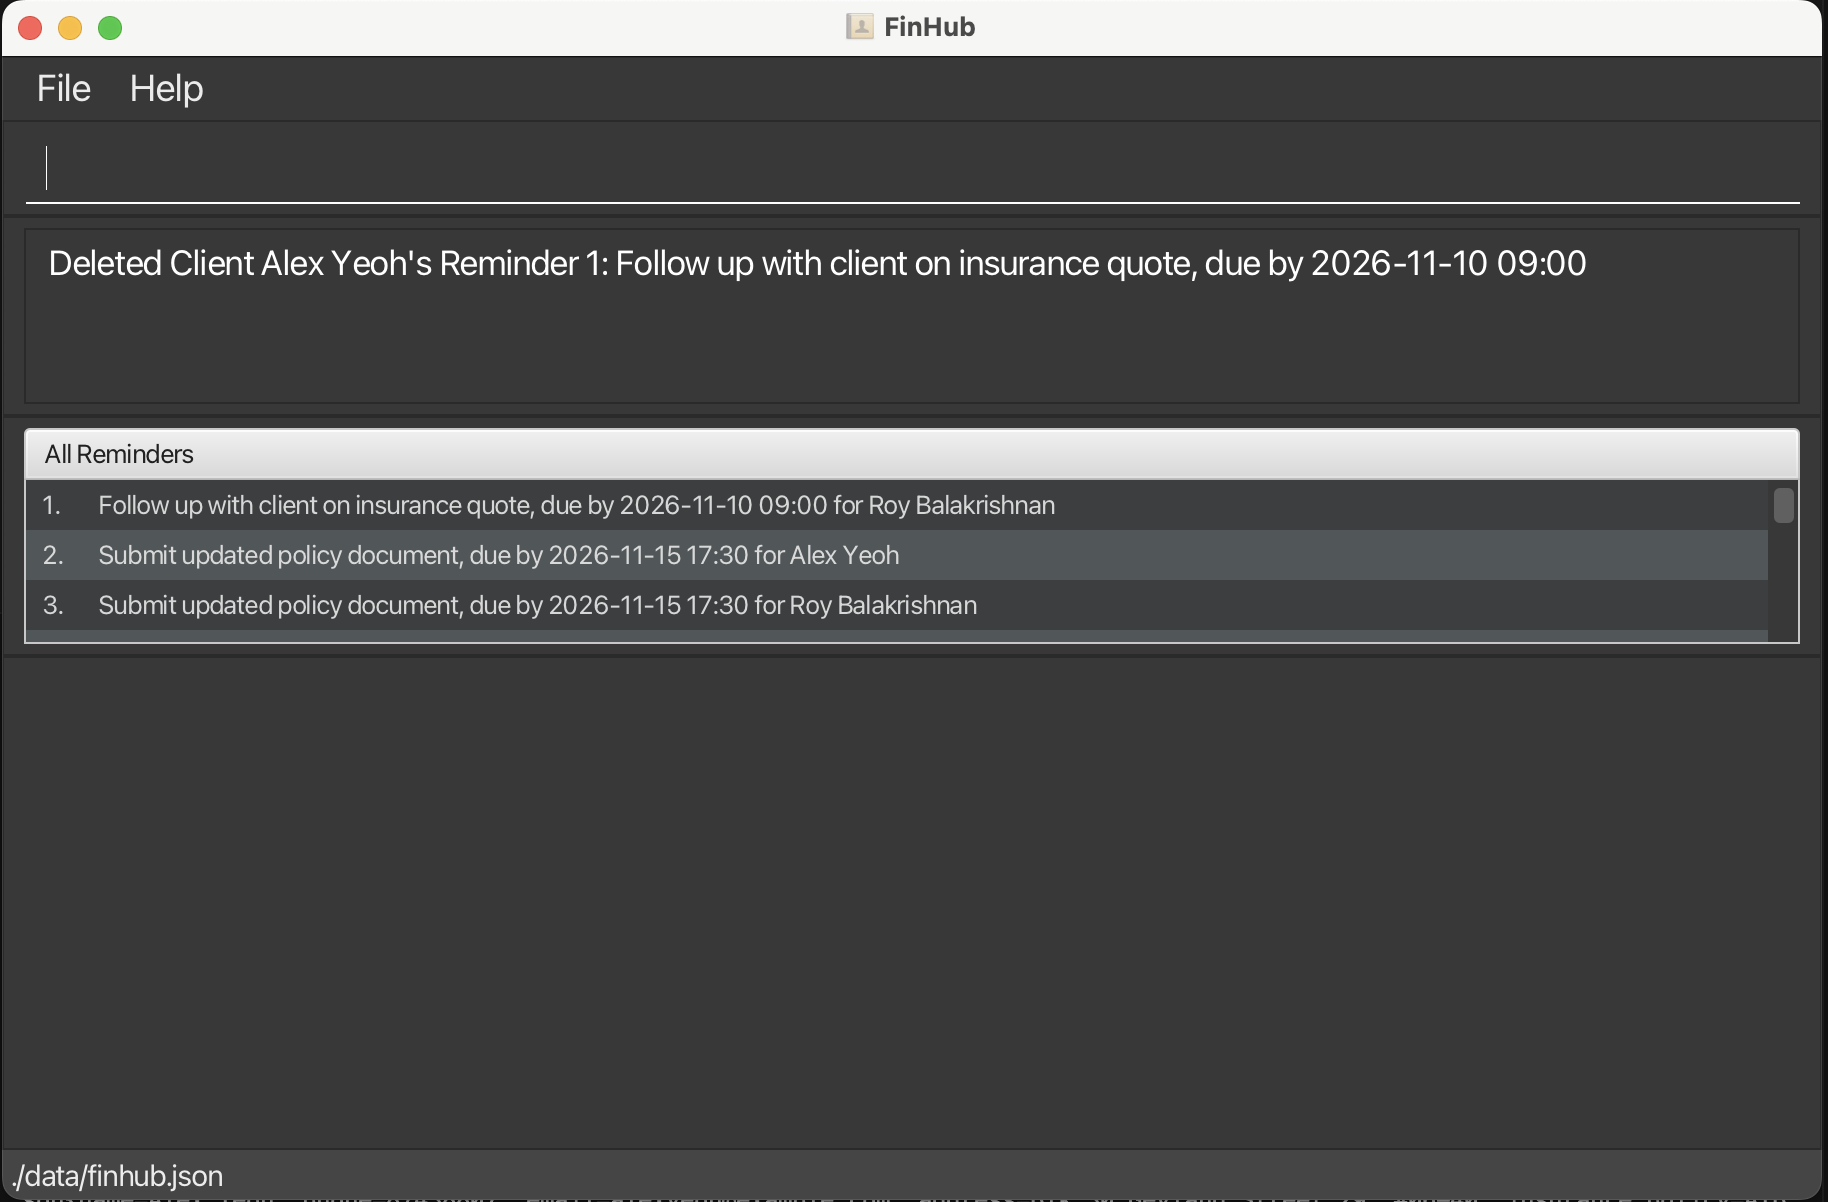 FinHub
File Help
Deleted Client Alex Yeoh's Reminder 1: Follow up with client on insurance quote, due by 2026-11-10 09:00
All Reminders
1. Follow up with client on insurance quote, due by 2026-11-10 09:00 for Roy Balakrishnan
2. Submit updated policy document, due by 2026-11-15 17:30 for Alex Yeoh
3. Submit updated policy document, due by 2026-11-15 17:30 for Roy Balakrishnan
./data/finhub.json